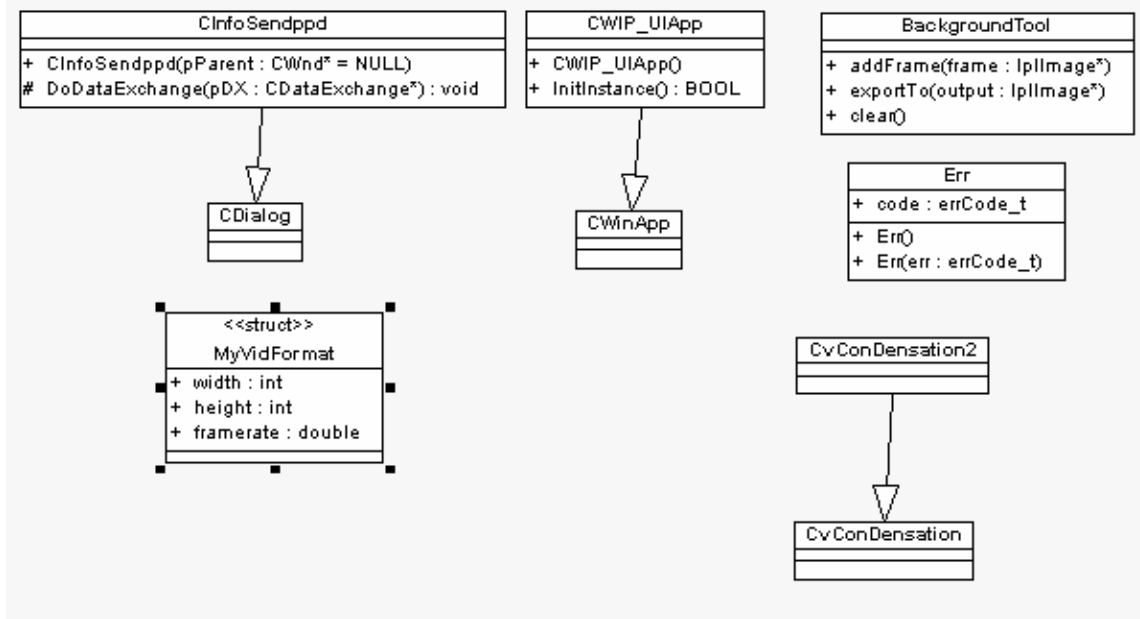 CInfoSendppd
+ CInfoSendppd(pParent : CWnd* = NULL)
# DoDataExchange(pDX : CDataExchange*) : void
CDialog
CWIP_UIApp
+ CWIP_UIApp()
+ InitInstance() : BOOL
CWinApp
BackgroundTool
+ addFrame(frame : IplImage*)
+ exportTo(output : IplImage*)
+ clear()
Err
+ code : errCode_t
+ Err()
+ Err(err : errCode_t)
<<struct>>
MyVidFormat
+ width : int
+ height : int
+ framerate : double
CvConDensation2
CvConDensation